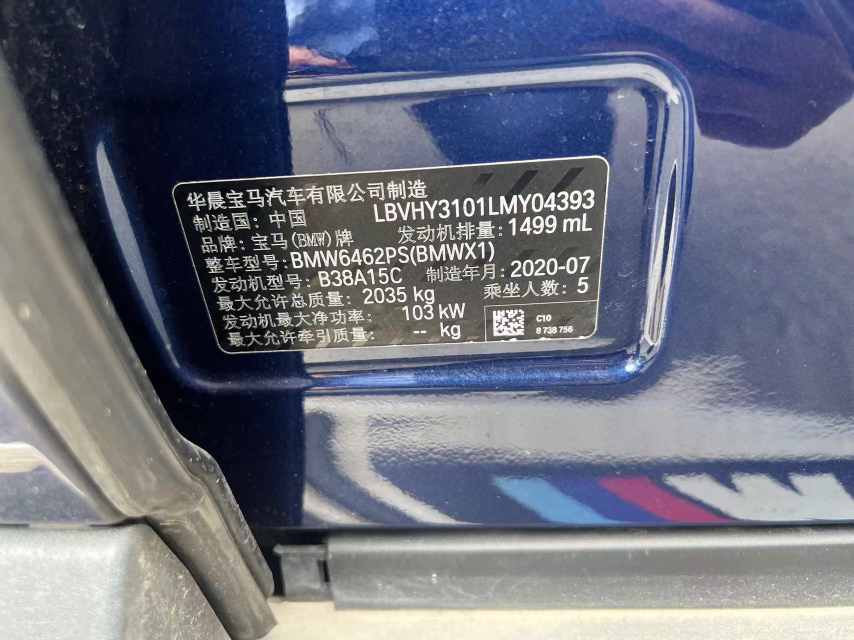 华晨宝马汽车有限公司制造
制造国: 中国 LBVHY3101LMY04393
品牌: 宝马(BMW)牌 发动机排量: 1499 mL
整车型号: BMW6462PS(BMWX1)
发动机型号: B38A15C 制造年月: 2020-07
最大允许总质量: 2035 kg 乘坐人数: 5
发动机最大净功率: 103 kW
最大允许牵引质量: -- kg
C10
8 738 756